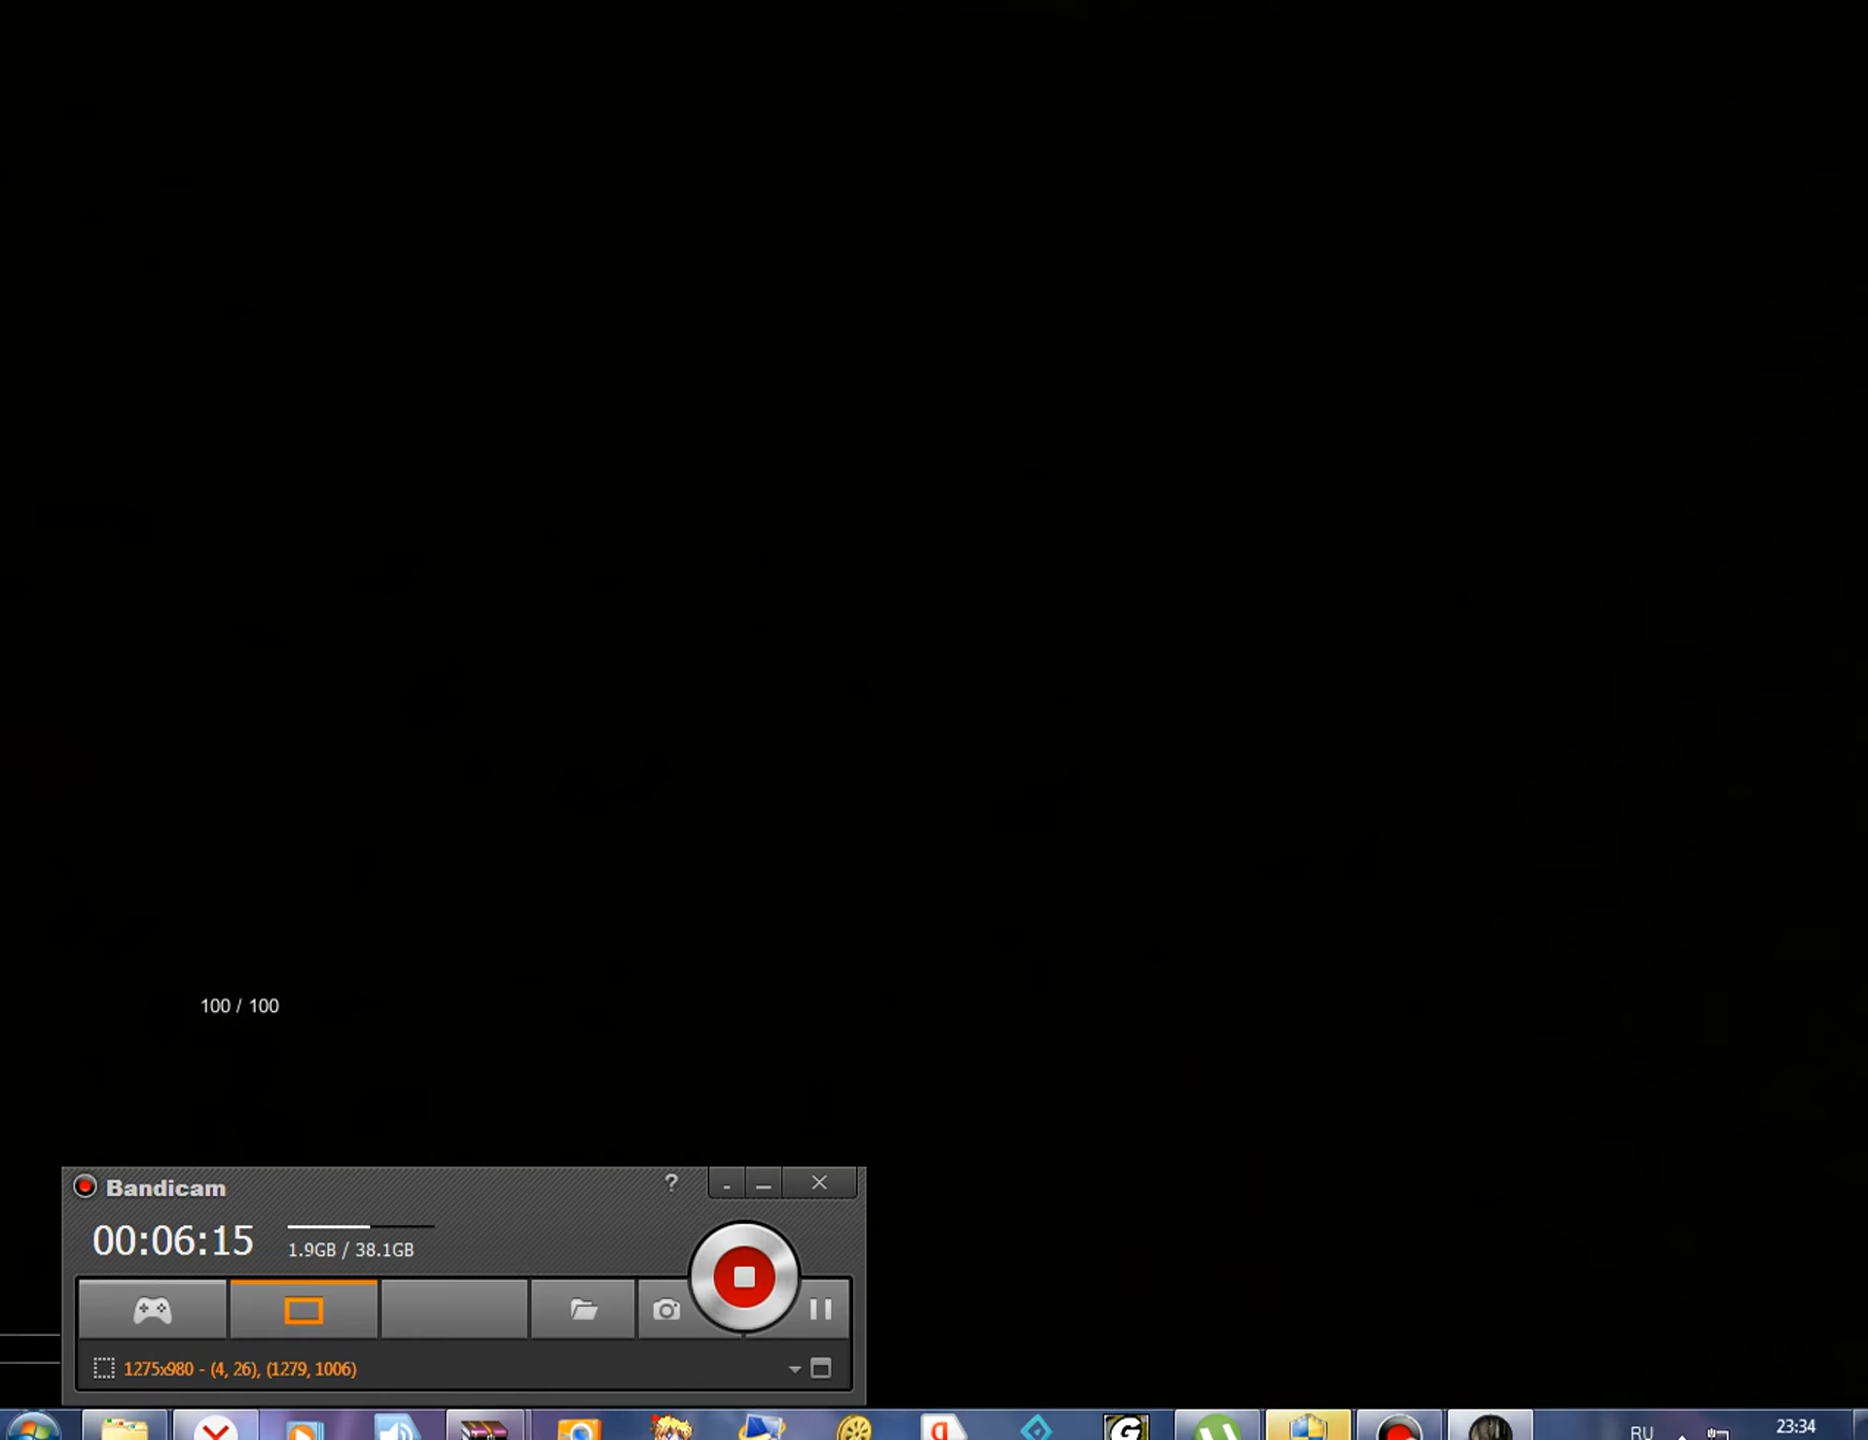 100 / 100
Bandicam
?
00:06:15
1.9GB / 38.1GB
1275x980 - (4, 26), (1279, 1006)
RU
23:34